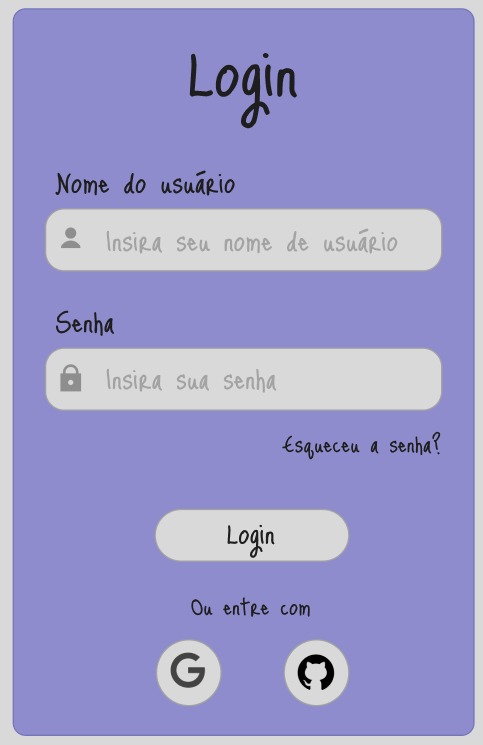 Login
Nome do usuário
Insira seu nome de usuário
Senha
Insira sua senha
Esqueceu a senha?
Login
Ou entre com
G